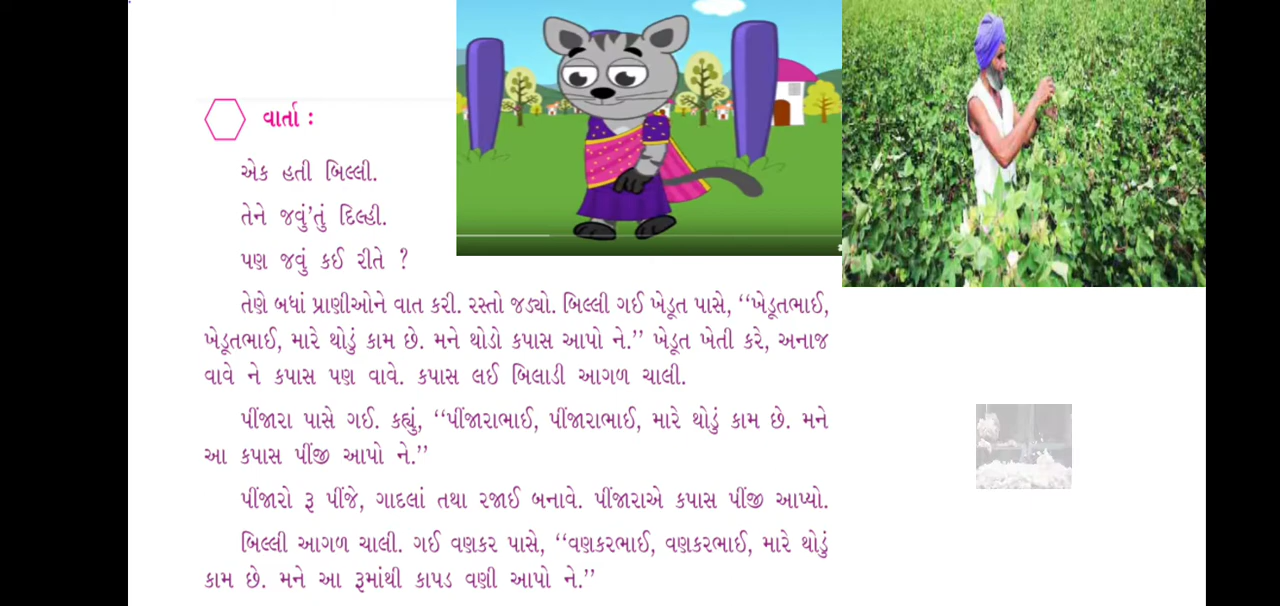 વાર્તા :
એક હતી બિલ્લી.
તેને જવું'તું દિલ્હી.
પણ જવું કઈ રીતે ?
તેણે બધાં પ્રાણીઓને વાત કરી. રસ્તો જડ્યો. બિલ્લી ગઈ ખેડૂત પાસે, ‘‘ખેડૂતભાઈ,
ખેડૂતભાઈ, મારે થોડું કામ છે. મને થોડો કપાસ આપો ને.’’ ખેડૂત ખેતી કરે, અનાજ
વાવે ને કપાસ પણ વાવે. કપાસ લઈ બિલાડી આગળ ચાલી.
પીંજારા પાસે ગઈ. કહ્યું, ‘‘પીંજારાભાઈ, પીંજારાભાઈ, મારે થોડું કામ છે. મને
આ કપાસ પીંજી આપો ને.’’
પીંજારો રૂ પીંજે, ગાદલાં તથા રજાઈ બનાવે. પીંજારાએ કપાસ પીંજી આપ્યો.
બિલ્લી આગળ ચાલી. ગઈ વણકર પાસે, ‘‘વણકરભાઈ, વણકરભાઈ, મારે થોડું
કામ છે. મને આ રૂમાંથી કાપડ વણી આપો ને.’’